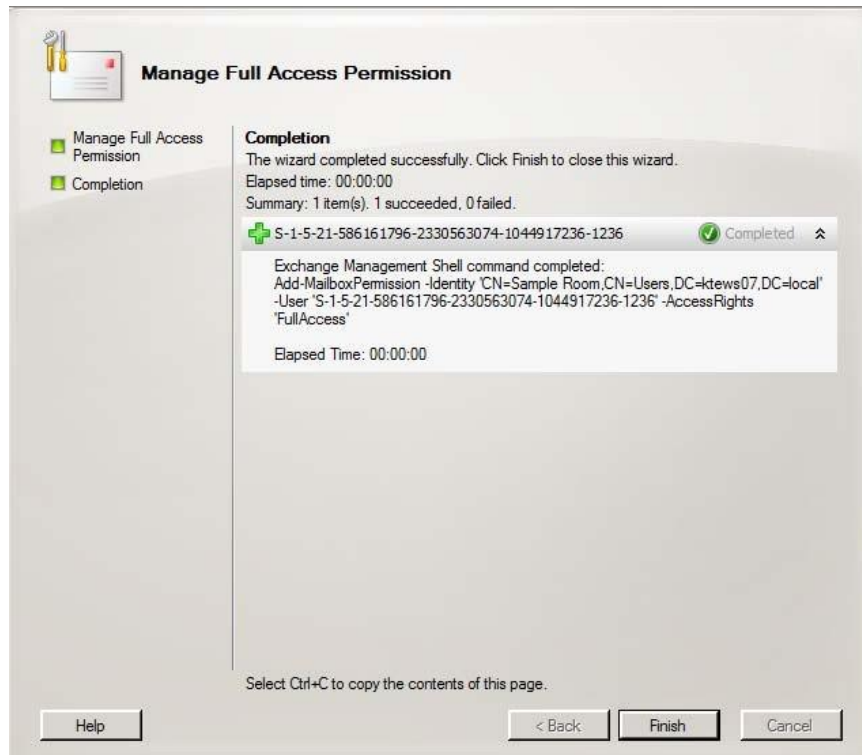 Manage Full Access Permission
Manage Full Access
Permission
Completion
Completion
The wizard completed successfully. Click Finish to close this wizard.
Elapsed time: 00:00:00
Summary: 1 item(s). 1 succeeded, 0 failed.
S-1-5-21-586161796-2330563074-1044917236-1236 Completed
Exchange Management Shell command completed:
Add-MailboxPermission -Identity 'CN=Sample Room,CN=Users,DC=ktews07,DC=local'
-User 'S-1-5-21-586161796-2330563074-1044917236-1236' -AccessRights
'FullAccess'
Elapsed Time: 00:00:00
Select Ctrl+C to copy the contents of this page.
Help
< Back
Finish
Cancel